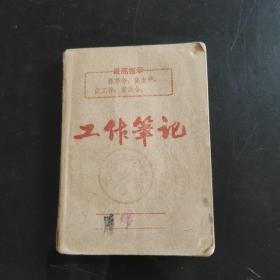 最高指示
抓革命，促生产，
促工作，促战备。
工作筆记